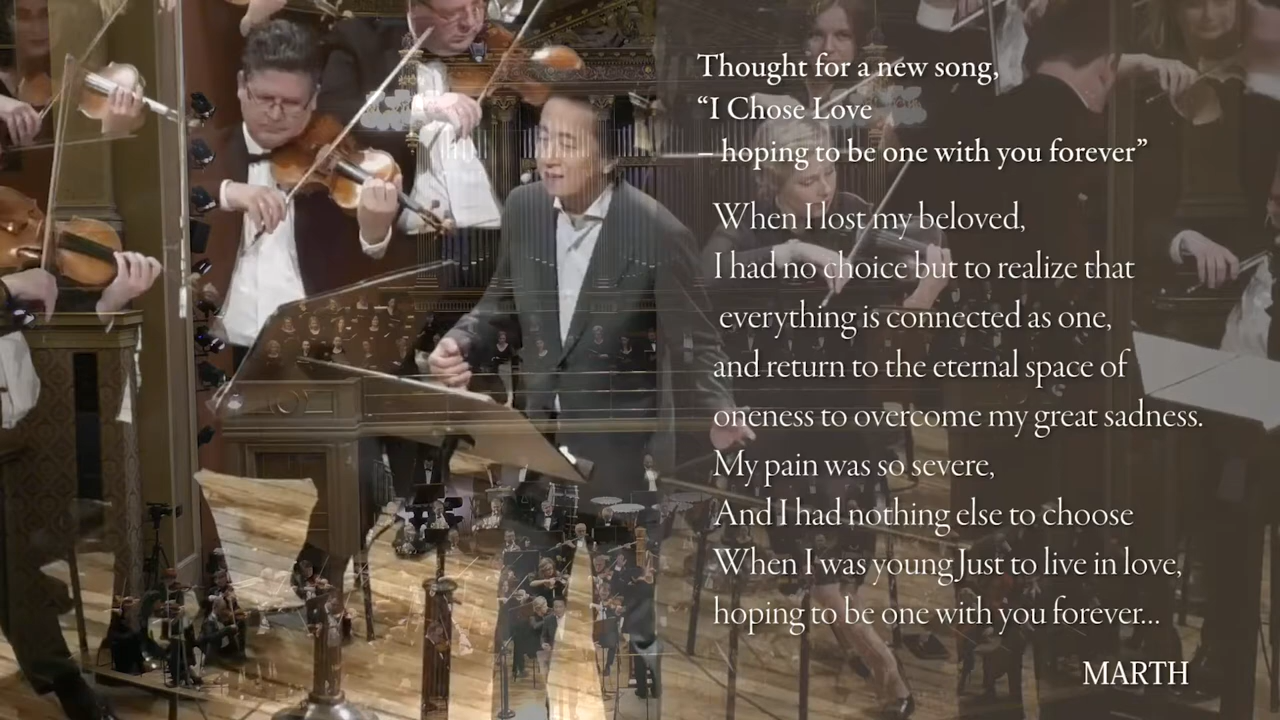 Thought for a new song,
“I Chose Love
– hoping to be one with you forever”
When I lost my beloved,
I had no choice but to realize that
everything is connected as one,
and return to the eternal space of
oneness to overcome my great sadness.
My pain was so severe,
And I had nothing else to choose
When I was young Just to live in love,
hoping to be one with you forever...
MARTH